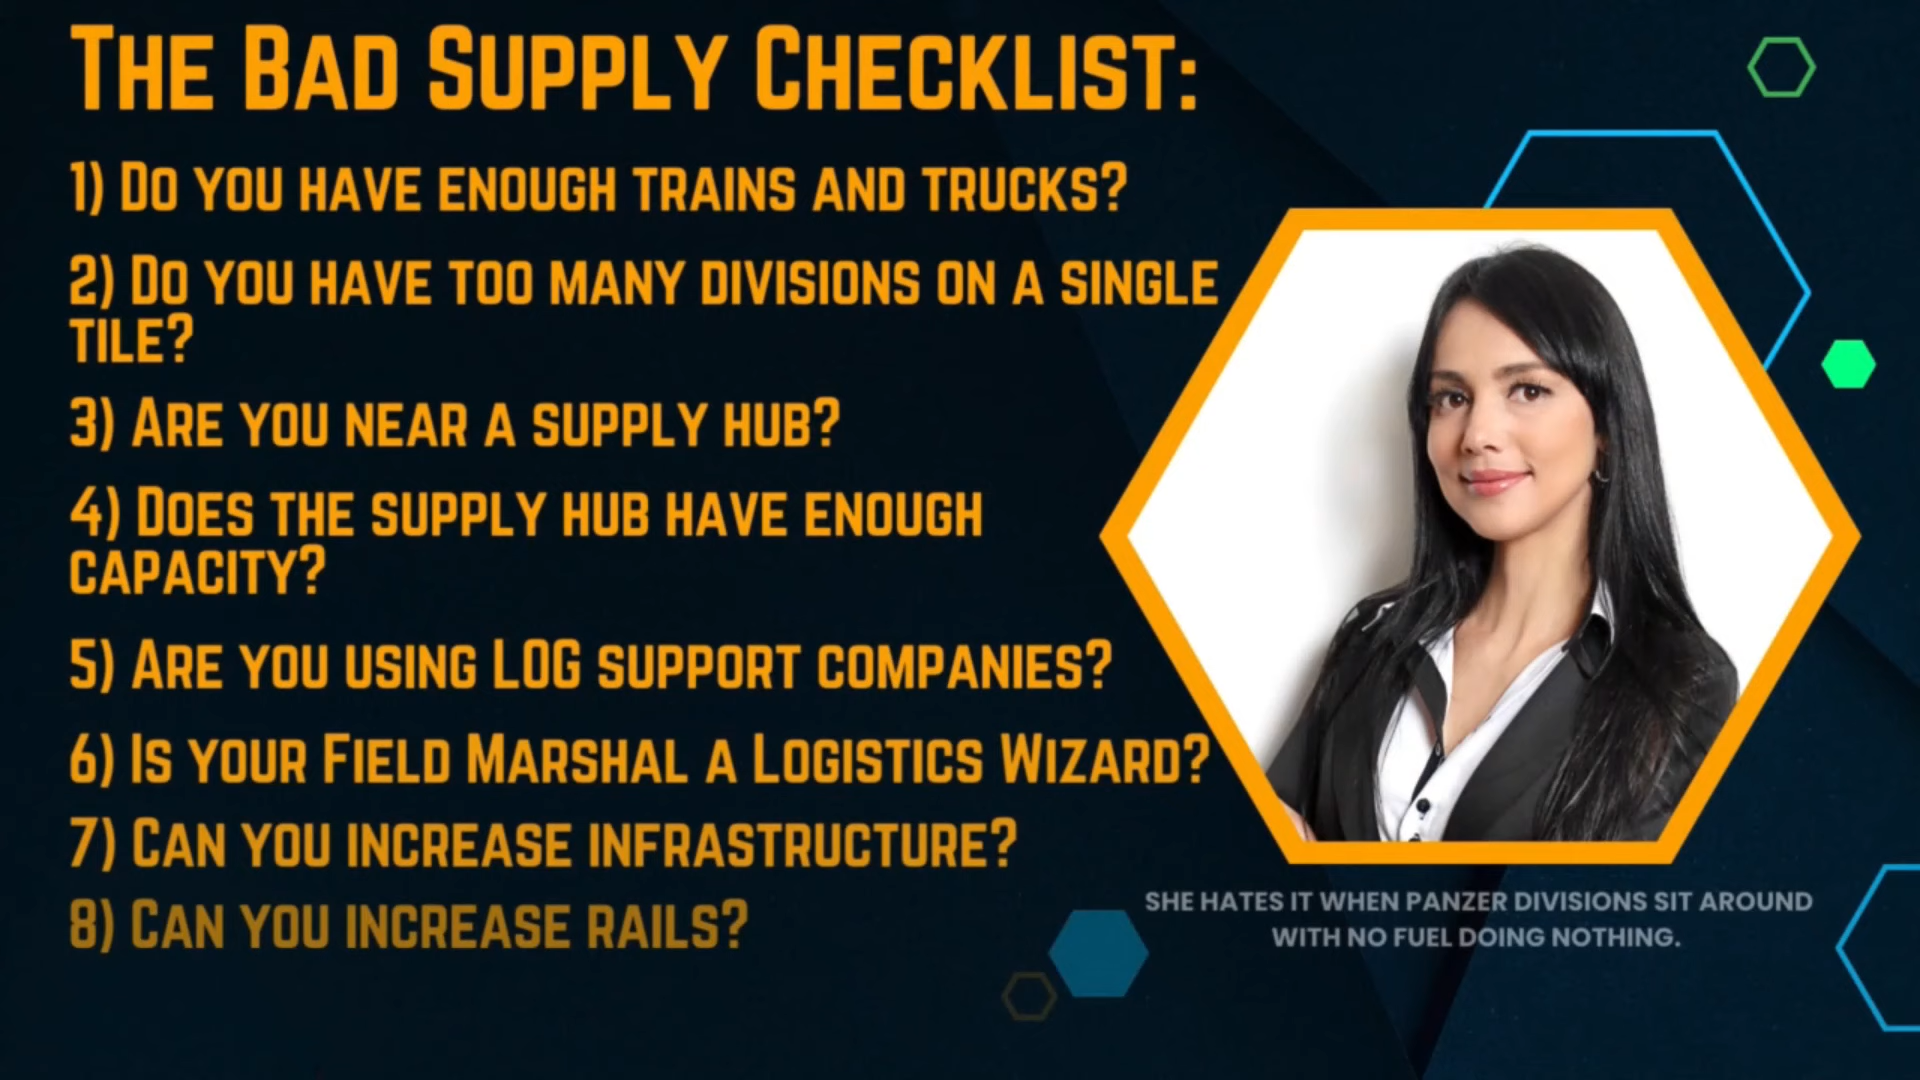 The Bad Supply Checklist:
1) Do you have enough trains and trucks?
2) Do you have too many divisions on a single
tile?
3) Are you near a supply hub?
4) Does the supply hub have enough
capacity?
5) Are you using LOG support companies?
6) Is your Field Marshal a Logistics Wizard?
7) Can you increase infrastructure?
8) Can you increase rails?
SHE HATES IT WHEN PANZER DIVISIONS SIT AROUND
WITH NO FUEL DOING NOTHING.